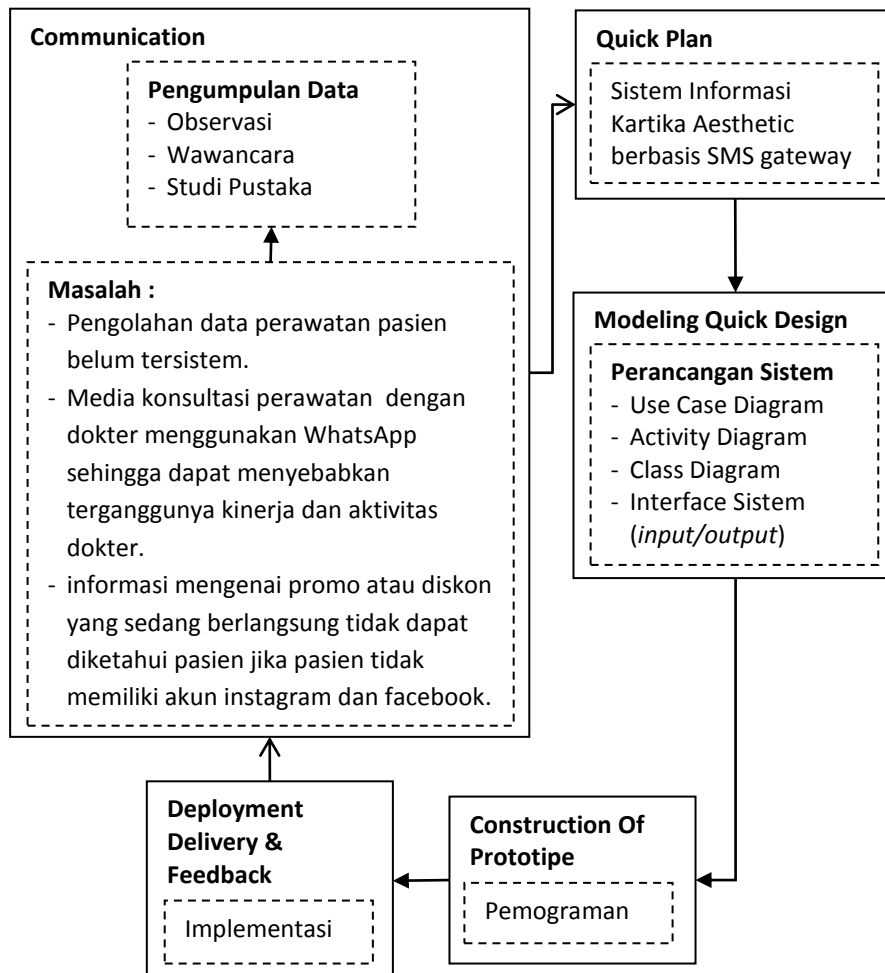 Communication
Pengumpulan Data
- Observasi
- Wawancara
- Studi Pustaka
Masalah :
- Pengolahan data perawatan pasien
belum tersistem.
- Media konsultasi perawatan dengan
dokter menggunakan WhatsApp
sehingga dapat menyebabkan
terganggunya kinerja dan aktivitas
dokter.
- informasi mengenai promo atau diskon
yang sedang berlangsung tidak dapat
diketahui pasien jika pasien tidak
memiliki akun instagram dan facebook.
Quick Plan
Sistem Informasi
Kartika Aesthetic
berbasis SMS gateway
Modeling Quick Design
Perancangan Sistem
- Use Case Diagram
- Activity Diagram
- Class Diagram
- Interface Sistem
(input/output)
Construction Of
Prototipe
Pemograman
Deployment
Delivery &
Feedback
Implementasi